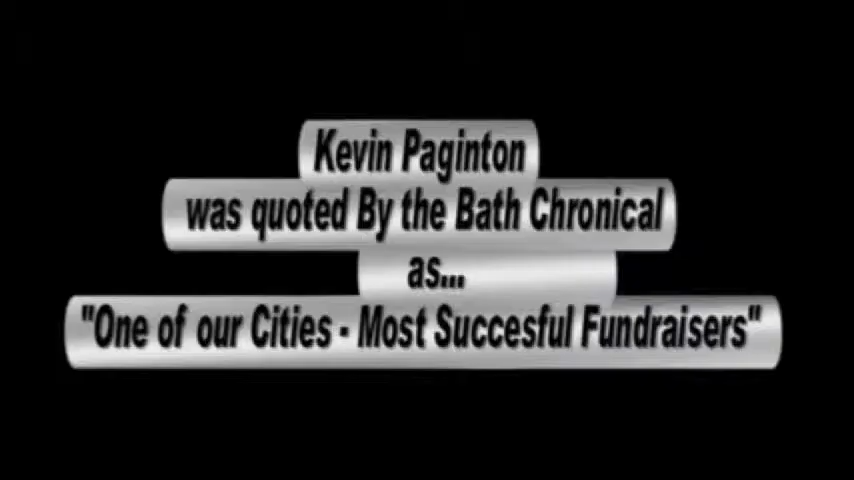 Kevin Paginton
was quoted By the Bath Chronical
as...
"One of our Cities - Most Succesful Fundraisers"